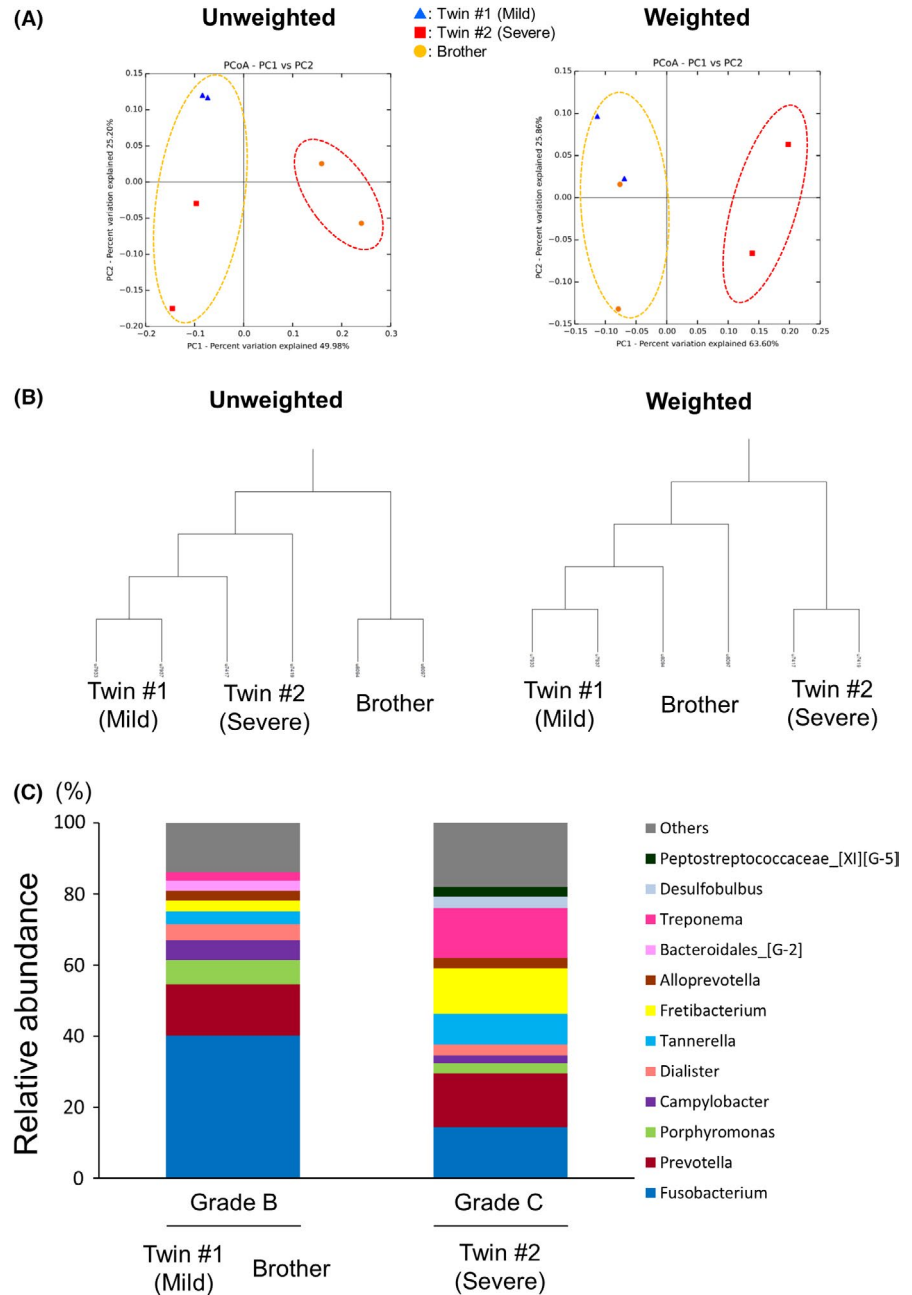 (A)
Unweighted
▲: Twin #1 (Mild)
■: Twin #2 (Severe)
●: Brother
Weighted
PCoA - PC1 vs PC2
0.15
0.10
0.05
0.00
−0.05
−0.10
−0.15
−0.20
−0.2
−0.1
0.0
0.1
0.2
0.3
PC2 - Percent variation explained 25.20%
PC1 - Percent variation explained 49.98%
PCoA - PC1 vs PC2
0.15
0.10
0.05
0.00
−0.05
−0.10
−0.15
−0.15
−0.10
−0.05
0.00
0.05
0.10
0.15
0.20
0.25
PC2 - Percent variation explained 25.86%
PC1 - Percent variation explained 63.60%
(B)
Unweighted
Weighted
Twin #1
(Mild)
Twin #2
(Severe)
Brother
Twin #1
(Mild)
Brother
Twin #2
(Severe)
(C) (%)
Relative abundance
100
80
60
40
20
0
Grade B
Grade C
Twin #1
(Mild)
Brother
Twin #2
(Severe)
Others
Peptostreptococcaceae_[XI][G-5]
Desulfobulbus
Treponema
Bacteroidales_[G-2]
Alloprevotella
Fretibacterium
Tannerella
Dialister
Campylobacter
Porphyromonas
Prevotella
Fusobacterium